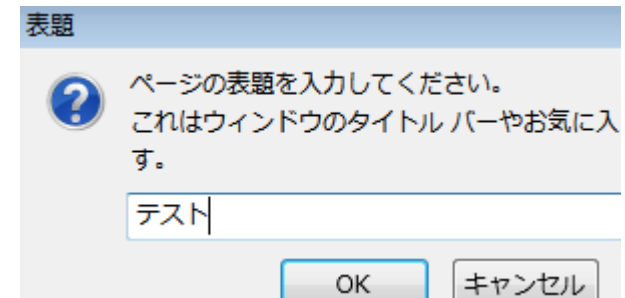 表題
ページの表題を入力してください。
これはウィンドウのタイトル バーやお気に入
す。
テスト
OK
キャンセル